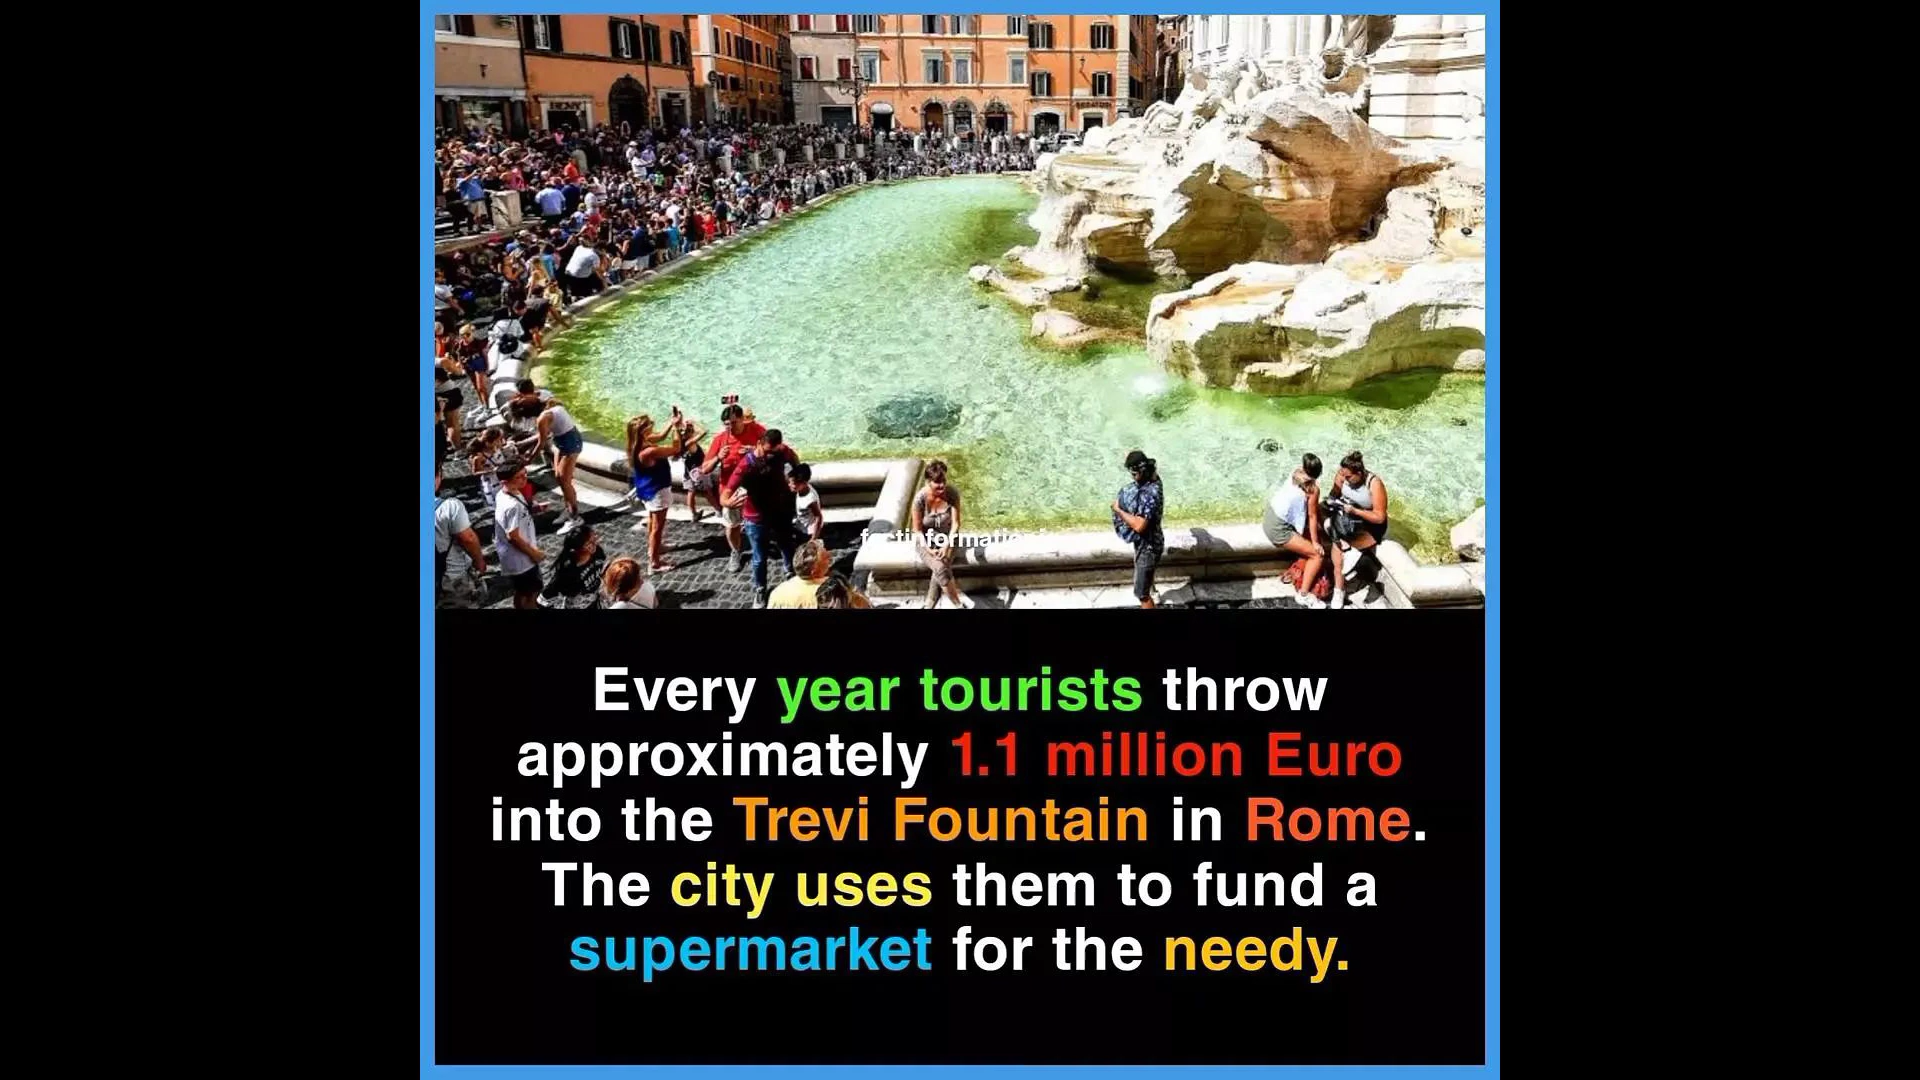 Every year tourists throw
approximately 1.1 million Euro
into the Trevi Fountain in Rome.
The city uses them to fund a
supermarket for the needy.